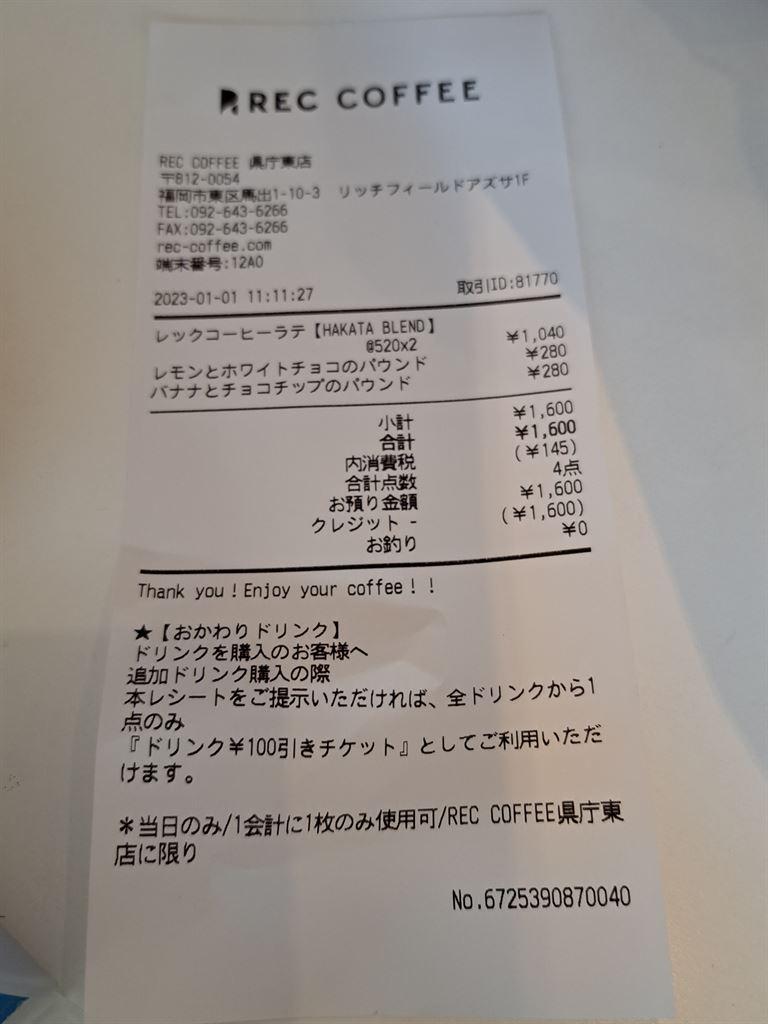 REC COFFEE
REC COFFEE 県庁東店
〒812-0054
福岡市東区馬出1-10-3 リッチフィールドアズサ1F
TEL:092-643-6266
FAX:092-643-6266
rec-coffee.com
端末番号:12A0
2023-01-01 11:11:27 取引ID:81770
レックコーヒーラテ【HAKATA BLEND】
@520x2 ¥1,040
レモンとホワイトチョコのパウンド ¥280
バナナとチョコチップのパウンド ¥280
小計 ¥1,600
合計 ¥1,600
内消費税 (¥145)
合計点数 4点
お預り金額 ¥1,600
クレジット - (¥1,600)
お釣り ¥0
Thank you!Enjoy your coffee!!
★【おかわりドリンク】
ドリンクを購入のお客様へ
追加ドリンク購入の際
本レシートをご提示いただければ、全ドリンクから1
点のみ
『ドリンク¥100引きチケット』としてご利用いただ
けます。
*当日のみ/1会計に1枚のみ使用可/REC COFFEE県庁東
店に限り
No.6725390870040